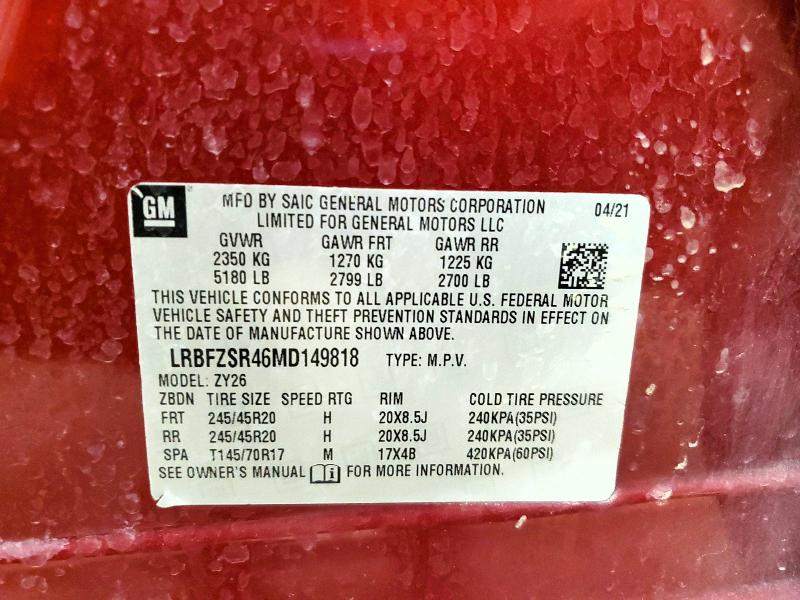 GM MFD BY SAIC GENERAL MOTORS CORPORATION 04/21
LIMITED FOR GENERAL MOTORS LLC
GVWR GAWR FRT GAWR RR
2350 KG 1270 KG 1225 KG
5180 LB 2799 LB 2700 LB
THIS VEHICLE CONFORMS TO ALL APPLICABLE U.S. FEDERAL MOTOR
VEHICLE SAFETY AND THEFT PREVENTION STANDARDS IN EFFECT ON
THE DATE OF MANUFACTURE SHOWN ABOVE.
LRBFZSR46MD149818 TYPE: M.P.V.
MODEL: ZY26
ZBDN TIRE SIZE SPEED RTG RIM COLD TIRE PRESSURE
FRT 245/45R20 H 20X8.5J 240KPA(35PSI)
RR 245/45R20 H 20X8.5J 240KPA(35PSI)
SPA T145/70R17 M 17X4B 420KPA(60PSI)
SEE OWNER'S MANUAL FOR MORE INFORMATION.